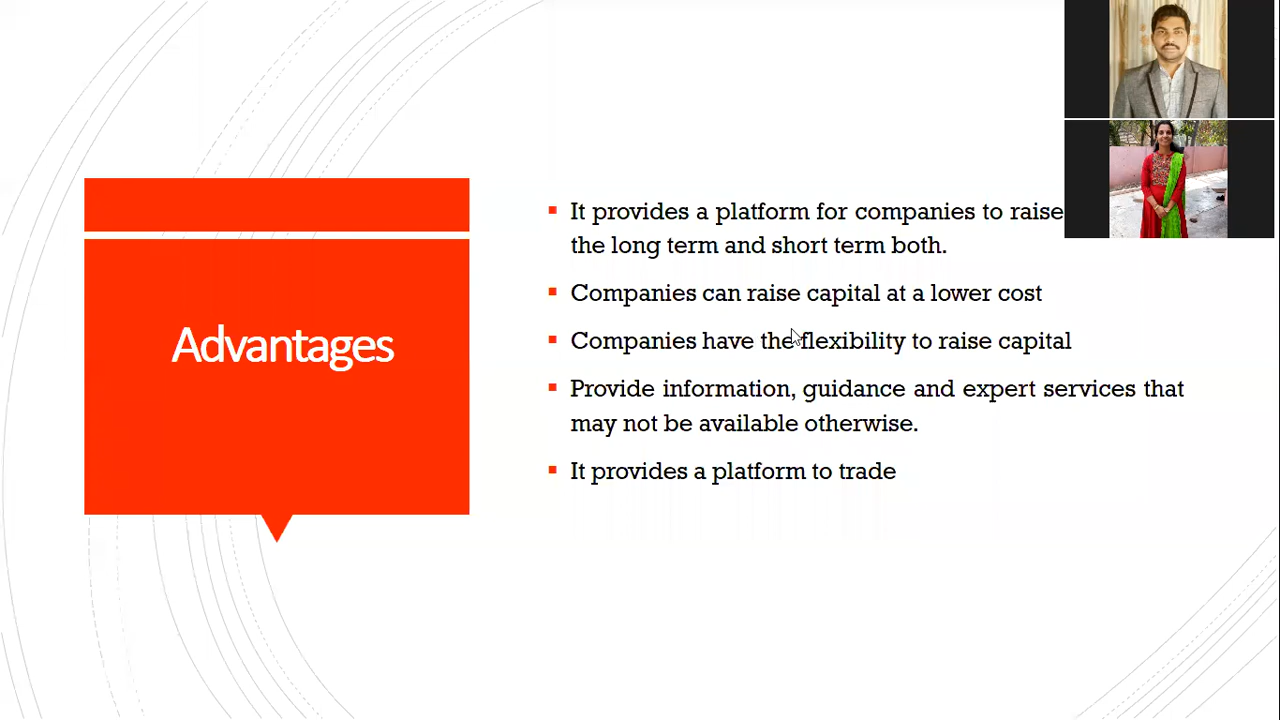 Advantages
It provides a platform for companies to raise
the long term and short term both.
Companies can raise capital at a lower cost
Companies have the flexibility to raise capital
Provide information, guidance and expert services that
may not be available otherwise.
It provides a platform to trade